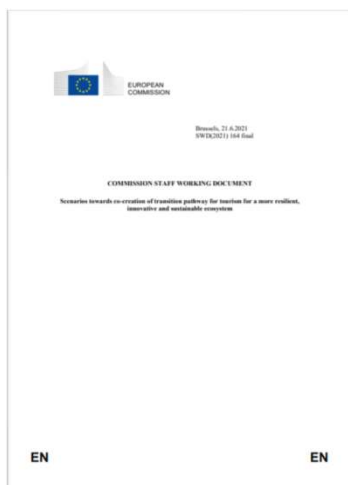 EUROPEAN
COMMISSION
Brussels, 21.6.2021
SWD(2021) 164 final
COMMISSION STAFF WORKING DOCUMENT
Scenarios towards co-creation of transition pathway for tourism for a more resilient,
innovative and sustainable ecosystem
EN EN